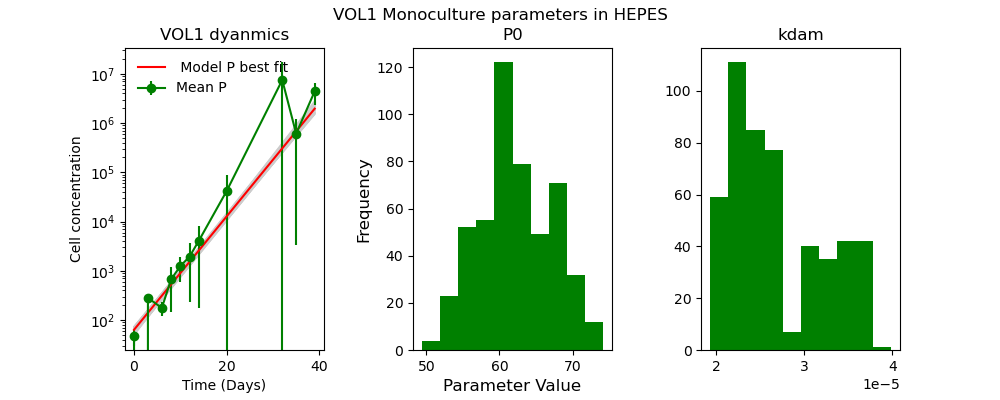 VOL1 Monoculture parameters in HEPES
VOL1 dyanmics
Model P best fit
Mean P
10^7
10^6
10^5
10^4
10^3
10^2
Cell concentration
0 20 40
Time (Days)
P0
120
100
80
60
40
20
0
Frequency
50 60 70
Parameter Value
kdam
100
80
60
40
20
0
2 3 4
1e−5